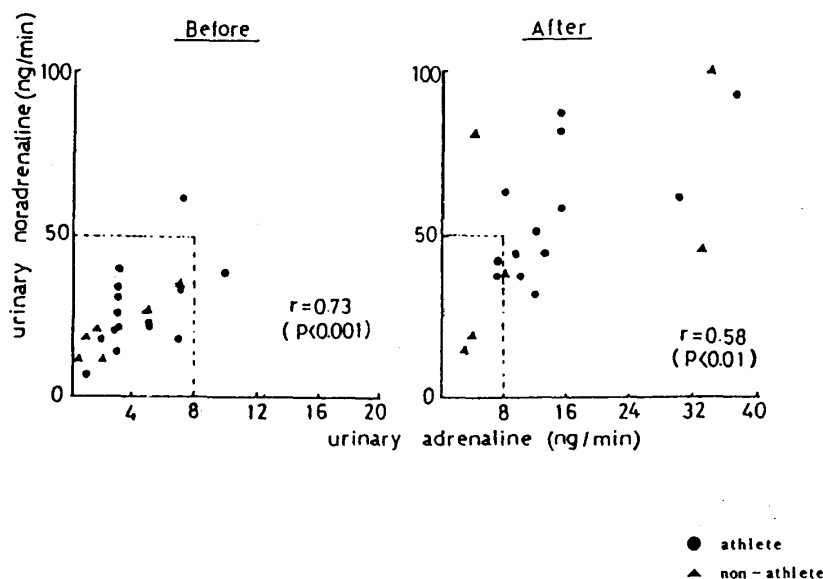 Before
After
urinary noradrenaline (ng/min)
100
50
0
4
8
12
16
20
r=0.73
(P<0.001)
100
50
0
8
16
24
32
40
r=0.58
(P<0.01)
urinary adrenaline (ng/min)
● athlete
▲ non-athlete